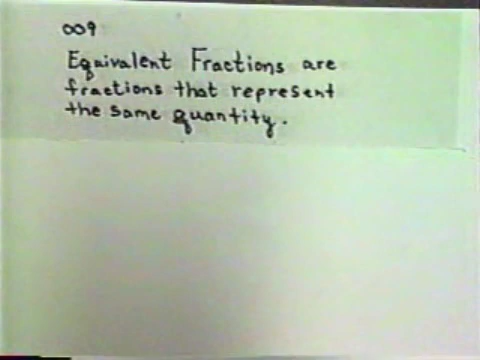 009
Equivalent Fractions are
fractions that represent
the same quantity.